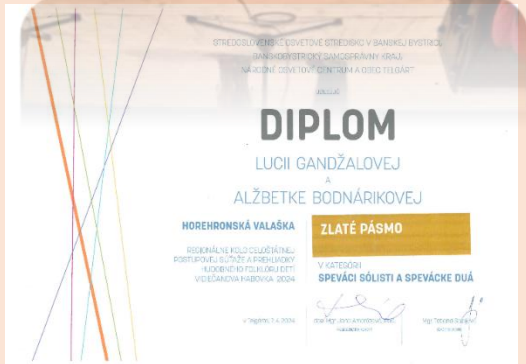 STREDOSLOVENSKÉ OSVETOVÉ STREDISKO V BANSKEJ BYSTRICI,
BANSKOBYSTRICKÝ SAMOSPRÁVNY KRAJ,
NÁRODNÉ OSVETOVÉ CENTRUM A OBEC TELGÁRT
DIPLOM
LUCII GANDŽALOVEJ
A
ALŽBETKE BODNÁRIKOVEJ
HOREHRONSKÁ VALAŠKA
REGIONÁLNE KOLO CELOŠTÁTNEJ
POSTUPOVEJ SÚŤAŽE A PREHLIADKY
HUDOBNÉHO FOLKLÓRU DETÍ
VIDIEČANOVA HABOVKA 2024
ZLATÉ PÁSMO
V KATEGÓRII
SPEVÁCI SÓLISTI A SPEVÁCKE DUÁ